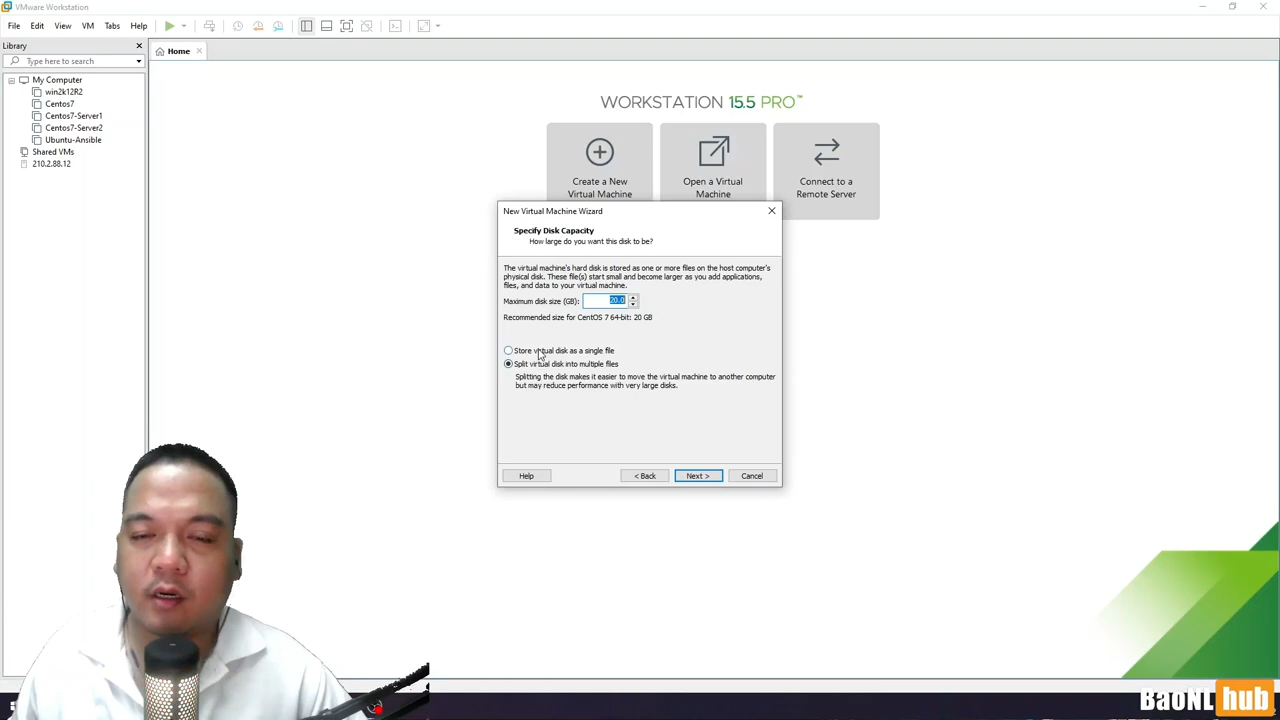 VMware Workstation
File Edit View VM Tabs Help
Library
Type here to search
My Computer
win2k12R2
Centos7
Centos7-Server1
Centos7-Server2
Ubuntu-Ansible
Shared VMs
210.2.88.12
Home
WORKSTATION 15.5 PRO™
Create a New
Virtual Machine
Open a Virtual
Machine
Connect to a
Remote Server
New Virtual Machine Wizard
Specify Disk Capacity
How large do you want this disk to be?
The virtual machine's hard disk is stored as one or more files on the host computer's
physical disk. These file(s) start small and become larger as you add applications,
files, and data to your virtual machine.
Maximum disk size (GB): 20.0
Recommended size for CentOS 7 64-bit: 20 GB
Store virtual disk as a single file
Split virtual disk into multiple files
Splitting the disk makes it easier to move the virtual machine to another computer
but may reduce performance with very large disks.
Help < Back Next > Cancel
BaoNL hub